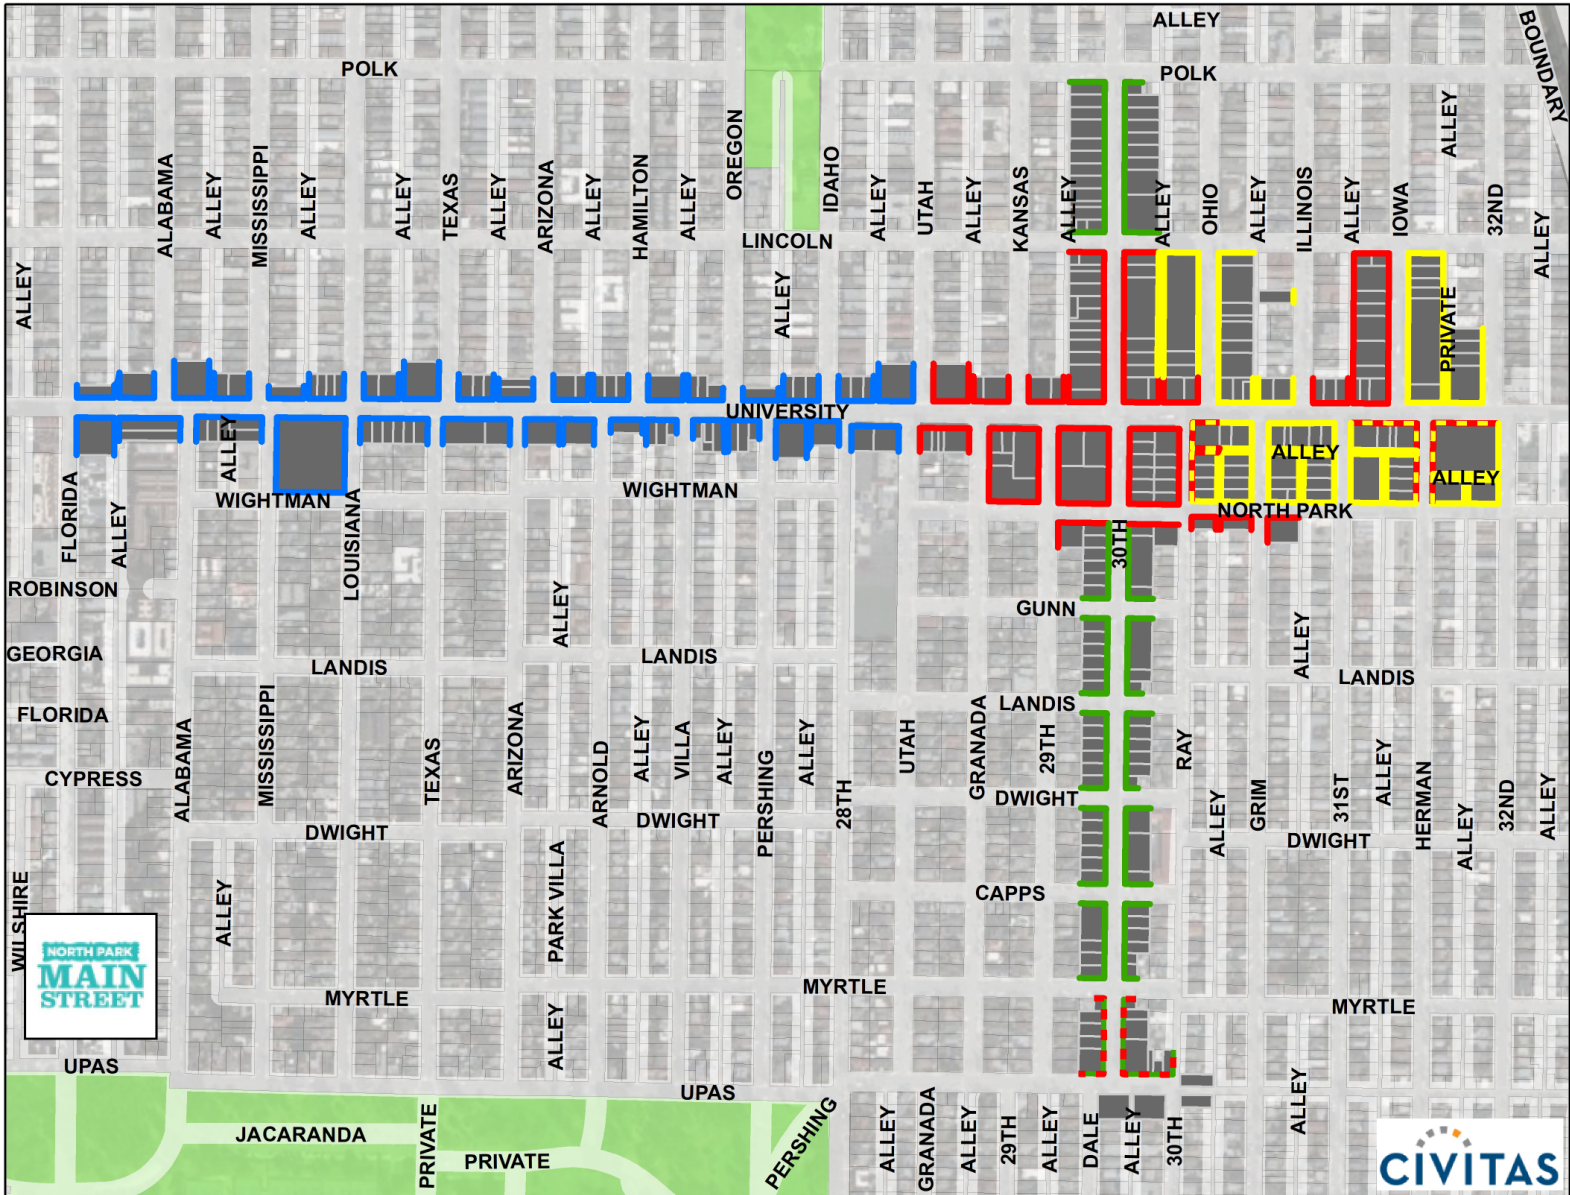 ALLEY
BOUNDARY
POLK
POLK
ALLEY
OREGON
IDAHO
ALABAMA
ALLEY
MISSISSIPPI
ALLEY
ALLEY
TEXAS
ALLEY
ARIZONA
ALLEY
HAMILTON
ALLEY
ALLEY
UTAH
ALLEY
KANSAS
ALLEY
ALLEY
OHIO
ALLEY
ILLINOIS
ALLEY
IOWA
32ND
ALLEY
LINCOLN
ALLEY
ALLEY
PRIVATE
UNIVERSITY
ALLEY
ALLEY
ALLEY
WIGHTMAN
WIGHTMAN
NORTH PARK
FLORIDA
ALLEY
LOUISIANA
30TH
ROBINSON
ALLEY
GUNN
ALLEY
GEORGIA
LANDIS
LANDIS
LANDIS
FLORIDA
LANDIS
MISSISSIPPI
ALABAMA
TEXAS
ARIZONA
ARNOLD
ALLEY
VILLA
ALLEY
PERSHING
ALLEY
28TH
UTAH
GRANADA
29TH
RAY
ALLEY
GRIM
31ST
ALLEY
HERMAN
ALLEY
32ND
ALLEY
CYPRESS
DWIGHT
DWIGHT
DWIGHT
DWIGHT
WILSHIRE
ALLEY
PARK VILLA
CAPPS
NORTH PARK
MAIN
STREET
MYRTLE
MYRTLE
MYRTLE
ALLEY
UPAS
UPAS
ALLEY
JACARANDA
PRIVATE
PRIVATE
PERSHING
ALLEY
GRANADA
ALLEY
29TH
ALLEY
DALE
ALLEY
30TH
CIVITAS